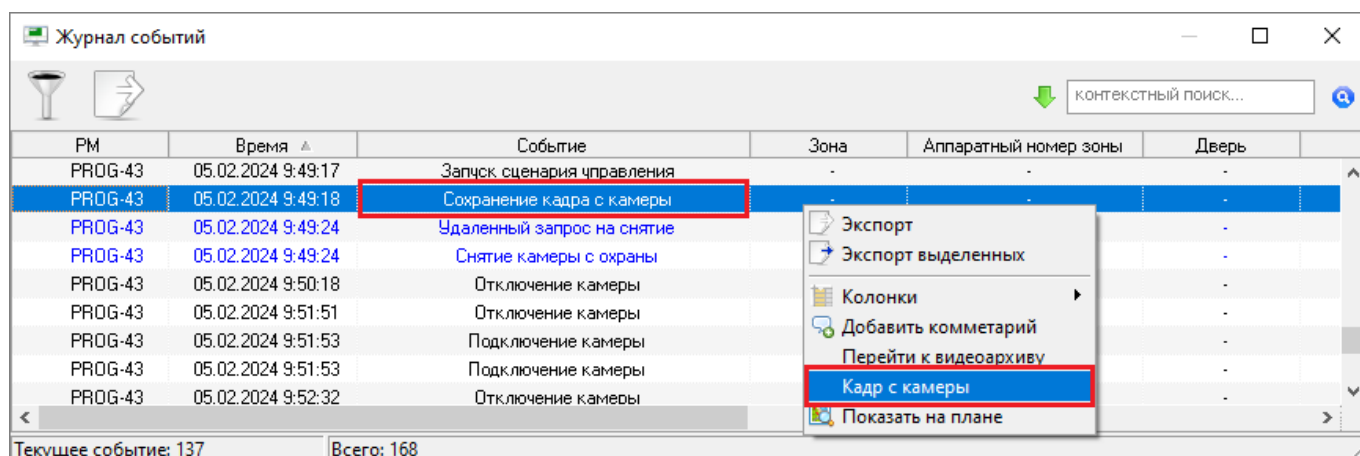 Журнал событий
контекстный поиск...
РМ Время Событие Зона Аппаратный номер зоны Дверь
PROG-43 05.02.2024 9:49:17 Запуск сценария управления - - -
PROG-43 05.02.2024 9:49:18 Сохранение кадра с камеры - - -
PROG-43 05.02.2024 9:49:24 Удаленный запрос на снятие -
PROG-43 05.02.2024 9:49:24 Снятие камеры с охраны -
PROG-43 05.02.2024 9:50:18 Отключение камеры -
PROG-43 05.02.2024 9:51:51 Отключение камеры -
PROG-43 05.02.2024 9:51:53 Подключение камеры -
PROG-43 05.02.2024 9:51:53 Подключение камеры -
PROG-43 05.02.2024 9:52:32 Отключение камеры -
Экспорт
Экспорт выделенных
Колонки
Добавить комметарий
Перейти к видеоархиву
Кадр с камеры
Показать на плане
Текущее событие: 137 Всего: 168